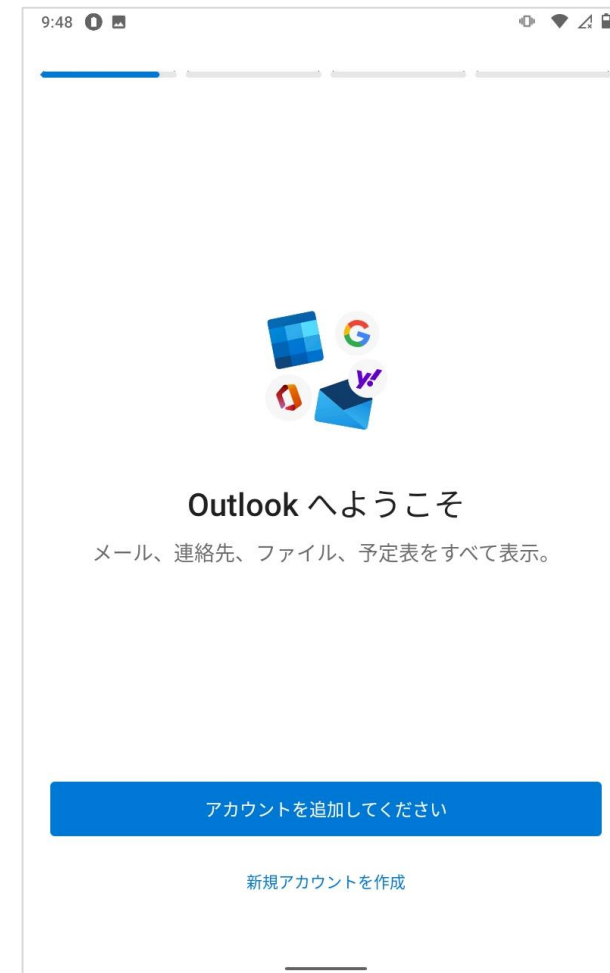 9:48
Outlook へようこそ
メール、連絡先、ファイル、予定表をすべて表示。
アカウントを追加してください
新規アカウントを作成